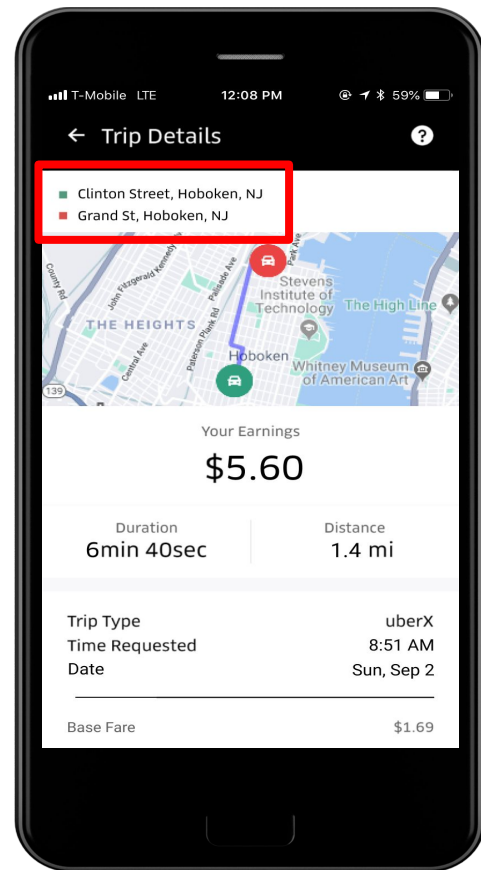 T-Mobile LTE 12:08 PM 59%
← Trip Details ?
Clinton Street, Hoboken, NJ
Grand St, Hoboken, NJ
County Rd
John Fitzgerald Kennedy
Palisade Ave
Park Ave
Stevens
Institute of
Technology
The High Line
THE HEIGHTS
Paterson Plank Rd
Central Ave
Hoboken
Whitney Museum
of American Art
139
Your Earnings
$5.60
Duration Distance
6min 40sec 1.4 mi
Trip Type uberX
Time Requested 8:51 AM
Date Sun, Sep 2
Base Fare $1.69